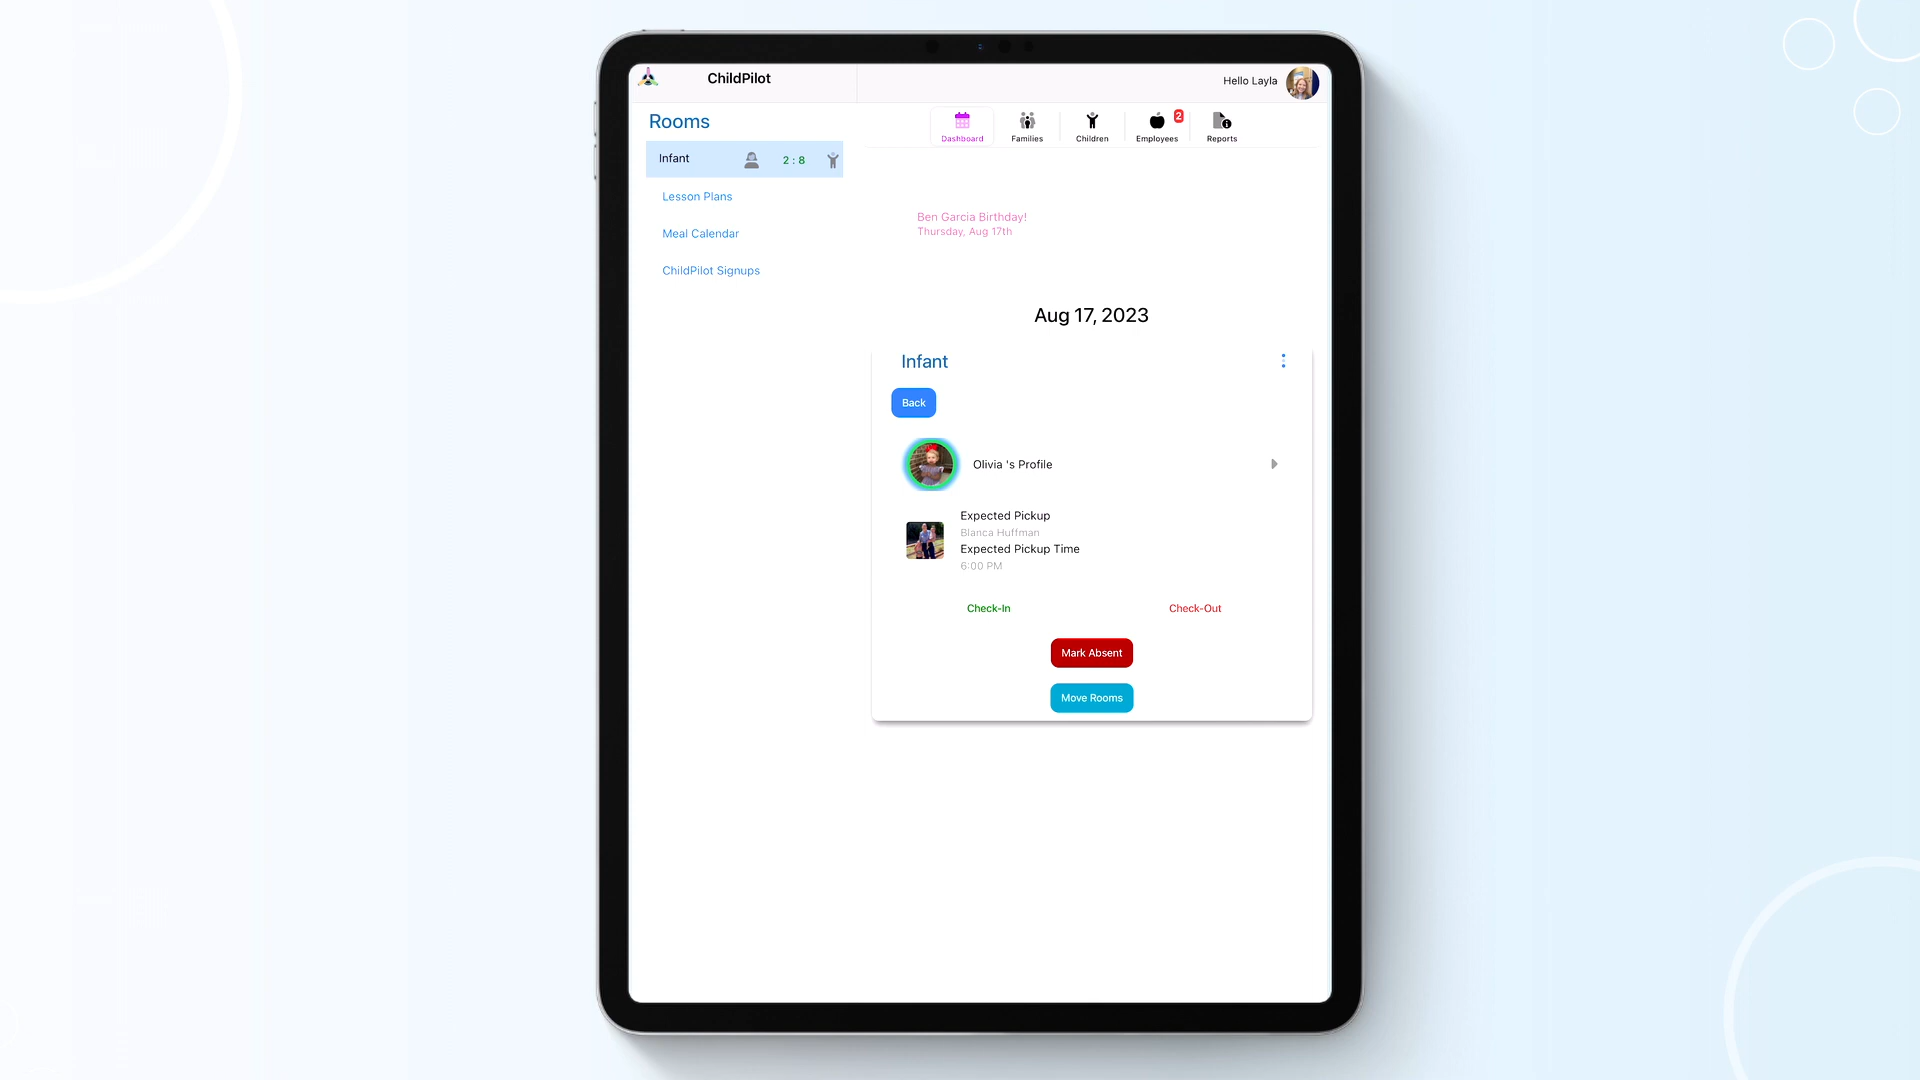 ChildPilot
Hello Layla
Rooms
Dashboard
Families
Children
Employees
2
Reports
Infant
2 : 8
Lesson Plans
Meal Calendar
ChildPilot Signups
Ben Garcia Birthday!
Thursday, Aug 17th
Aug 17, 2023
Infant
Back
Olivia 's Profile
Expected Pickup
Blanca Huffman
Expected Pickup Time
6:00 PM
Check-In
Check-Out
Mark Absent
Move Rooms